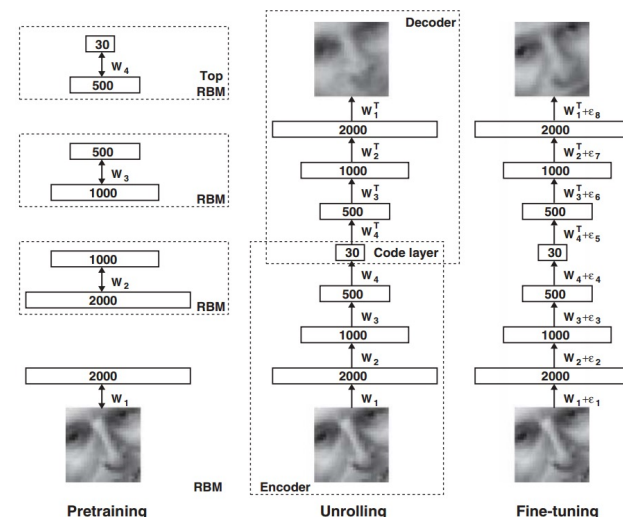 30
W₄
500
Top
RBM
500
W₃
1000
RBM
1000
W₂
2000
RBM
2000
W₁
RBM
Pretraining
Decoder
W₁ᵀ
2000
W₂ᵀ
1000
W₃ᵀ
500
W₄ᵀ
30
Code layer
W₄
500
W₃
1000
W₂
2000
W₁
Encoder
Unrolling
W₁ᵀ+ε₈
2000
W₂ᵀ+ε₇
1000
W₃ᵀ+ε₆
500
W₄ᵀ+ε₅
30
W₄+ε₄
500
W₃+ε₃
1000
W₂+ε₂
2000
W₁+ε₁
Fine-tuning